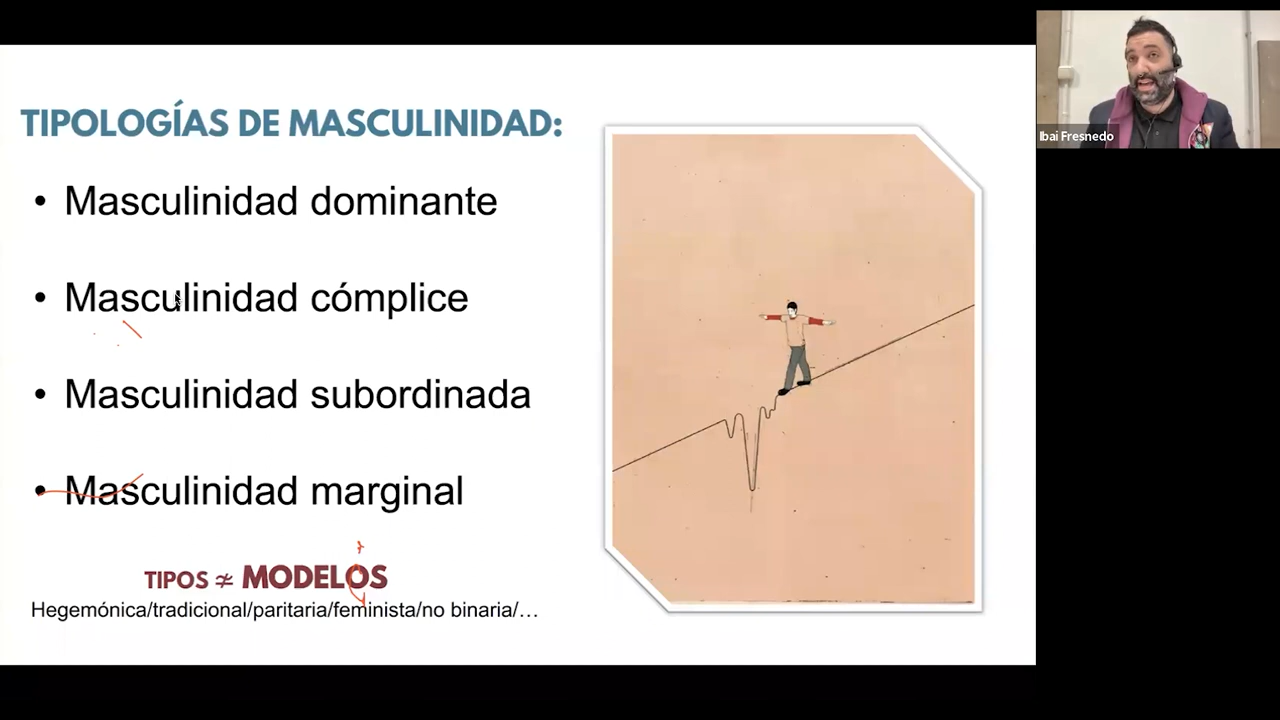 TIPOLOGÍAS DE MASCULINIDAD:
• Masculinidad dominante
• Masculinidad cómplice
• Masculinidad subordinada
• Masculinidad marginal
TIPOS ≉ MODELOS
Hegemónica/tradicional/paritaria/feminista/no binaria/…
Ibai Fresnedo